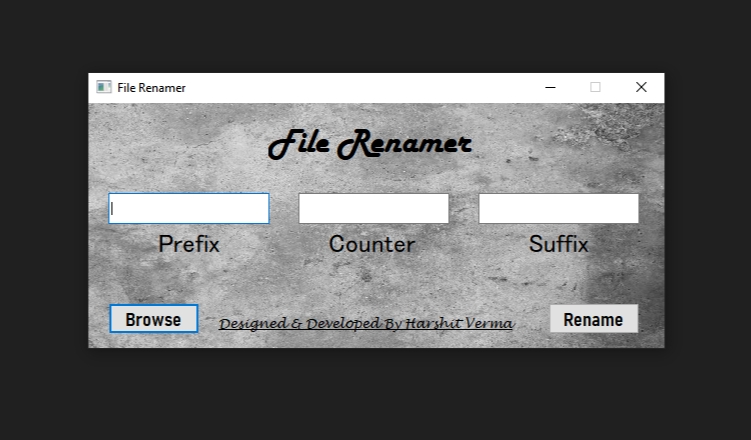 File Renamer
File Renamer
Prefix
Counter
Suffix
Browse
Designed & Developed By Harshit Verma
Rename